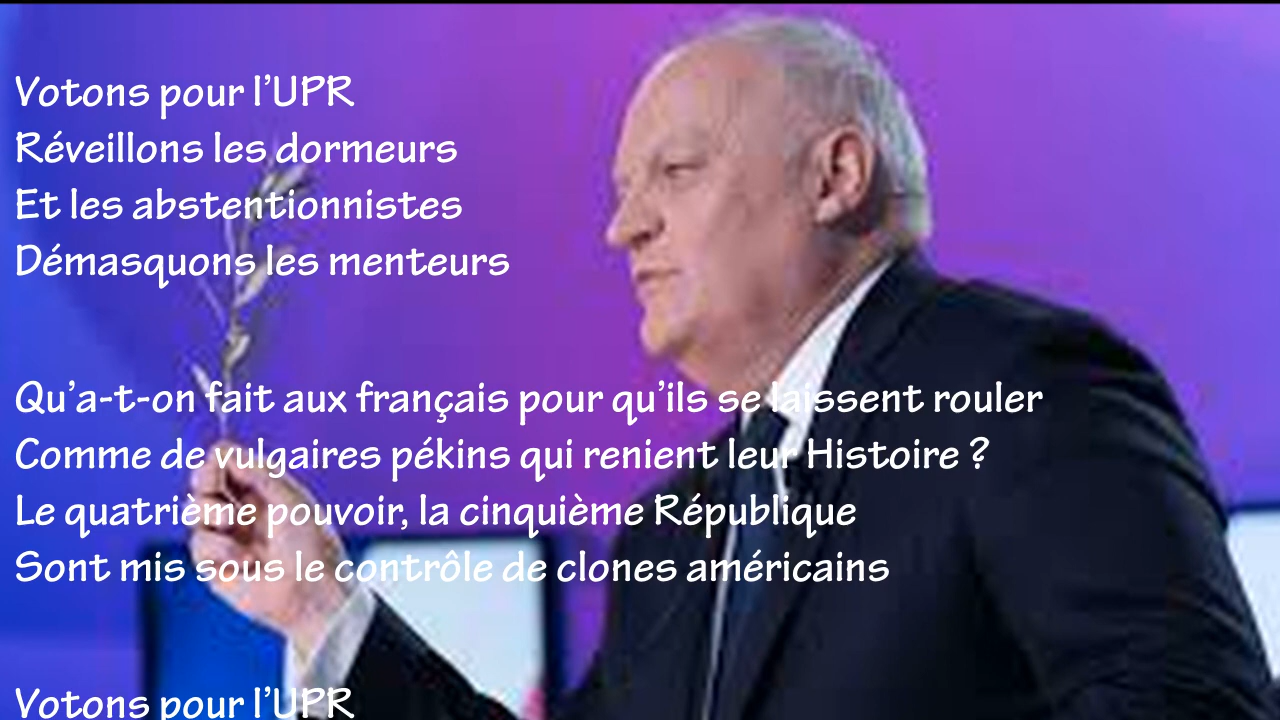 Votons pour l’UPR
Réveillons les dormeurs
Et les abstentionnistes
Démasquons les menteurs
Qu’a-t-on fait aux français pour qu’ils se laissent rouler
Comme de vulgaires pékins qui renient leur Histoire ?
Le quatrième pouvoir, la cinquième République
Sont mis sous le contrôle de clones américains
Votons pour l’UPR